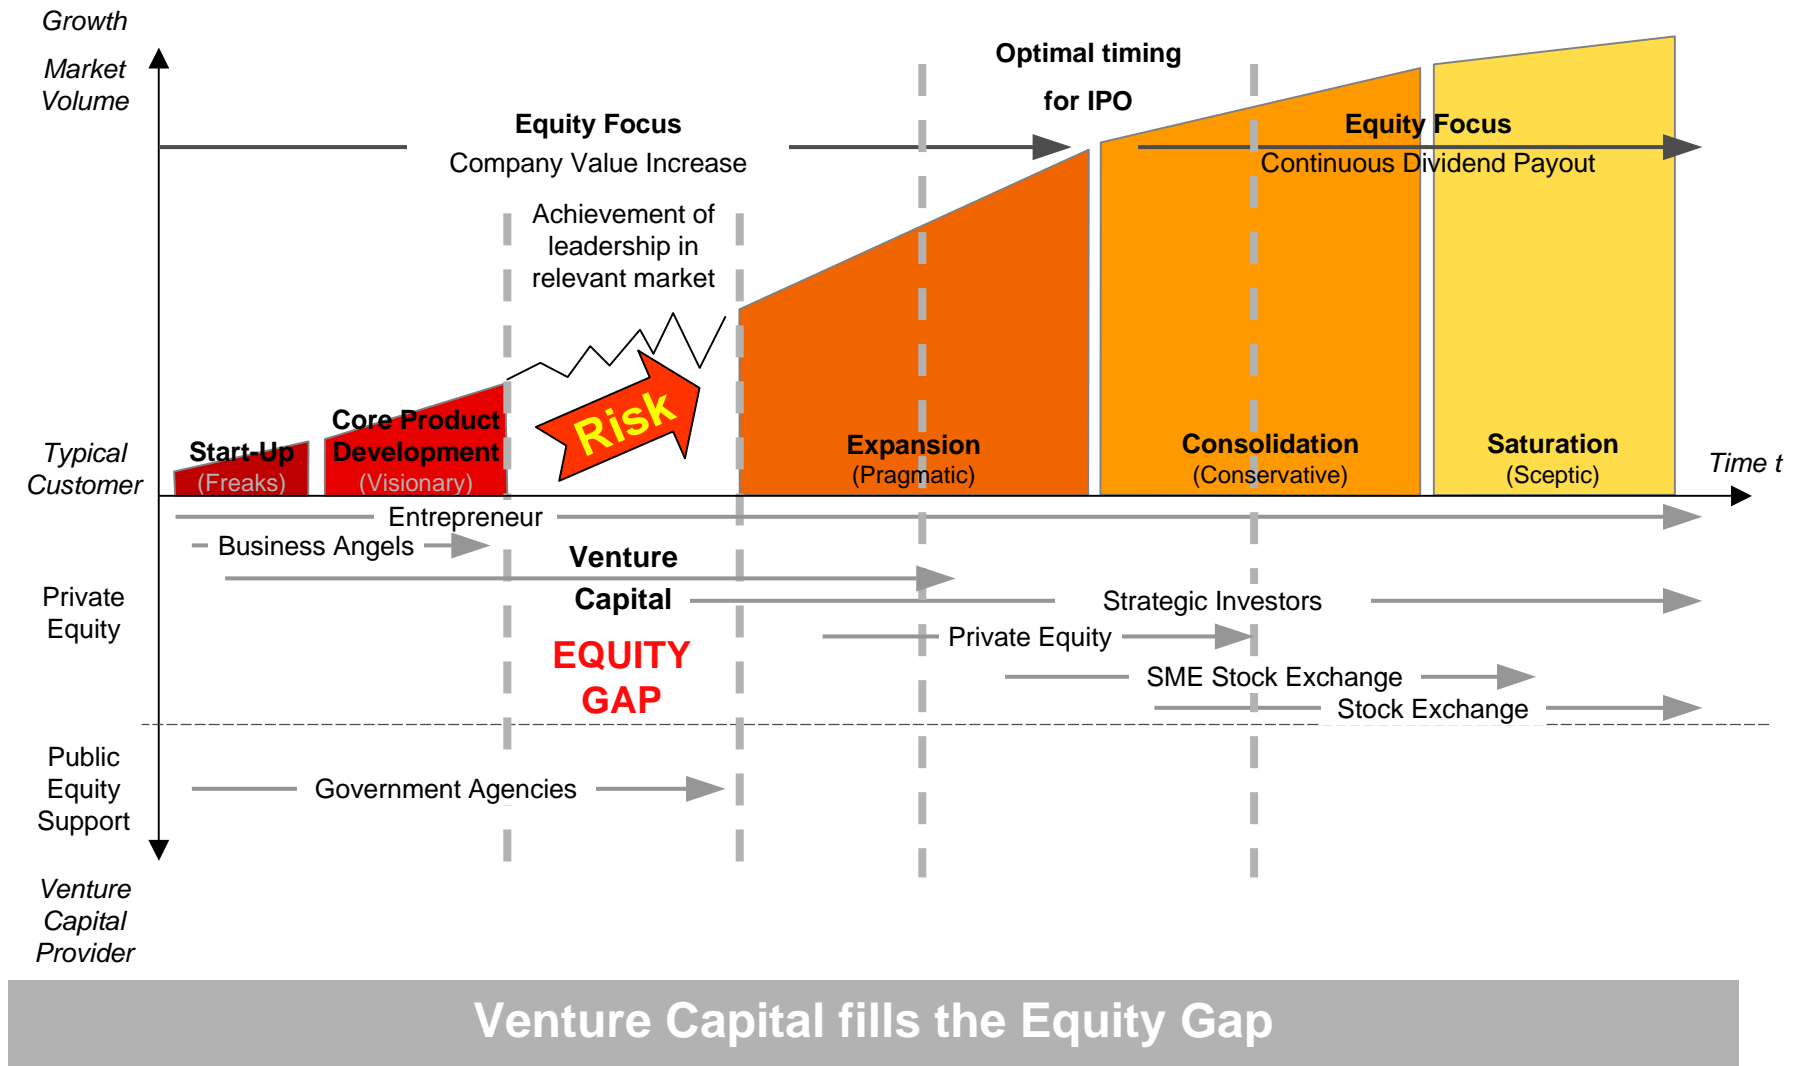 Growth
Market
Volume
Optimal timing
for IPO
Equity Focus
Company Value Increase
Equity Focus
Continuous Dividend Payout
Achievement of
leadership in
relevant market
Risk
Typical
Customer
Start-Up
(Freaks)
Core Product
Development
(Visionary)
Expansion
(Pragmatic)
Consolidation
(Conservative)
Saturation
(Sceptic)
Time t
Entrepreneur
Business Angels
Venture
Capital
Strategic Investors
Private
Equity
Private Equity
EQUITY
GAP
SME Stock Exchange
Stock Exchange
Public
Equity
Support
Government Agencies
Venture
Capital
Provider
Venture Capital fills the Equity Gap